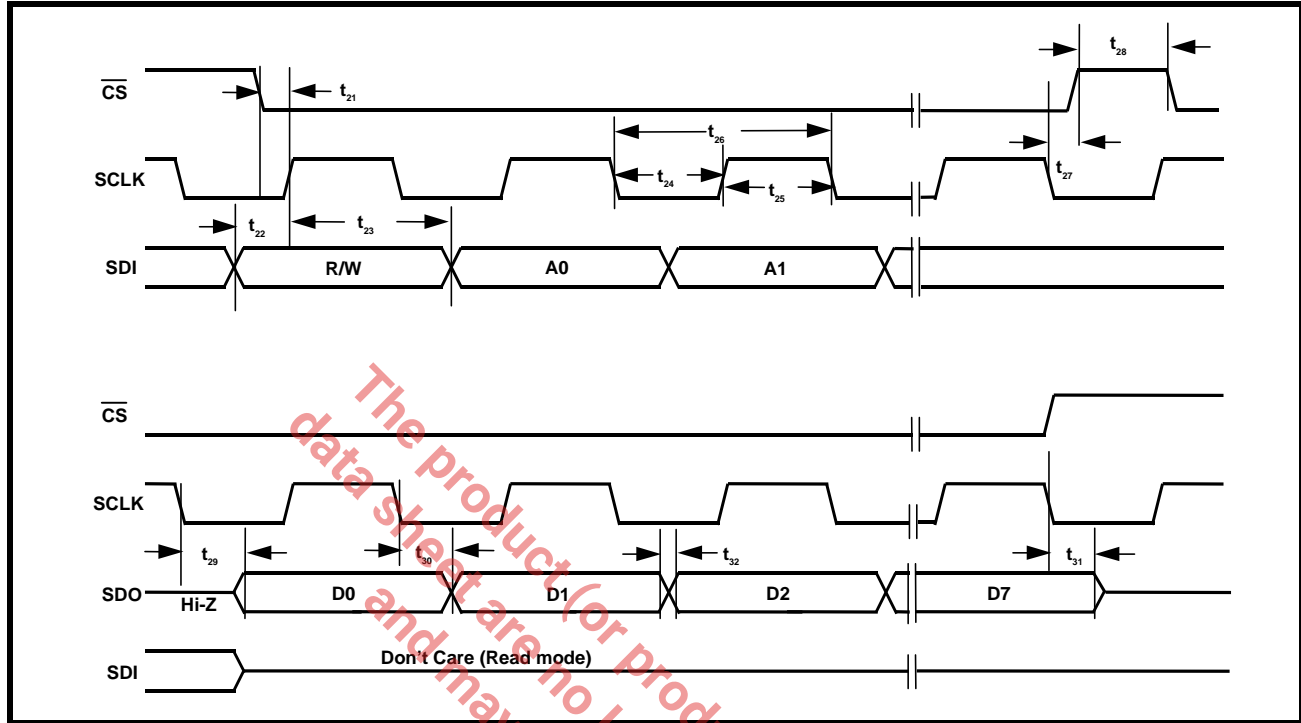 CS
t21
t28
SCLK
t26
t24
t25
t27
t22
t23
SDI
R/W
A0
A1
CS
SCLK
t29
t30
t32
t31
SDO
Hi-Z
D0
D1
D2
D7
SDI
Don't Care (Read mode)
The product (or produ
data sheet are no
and may